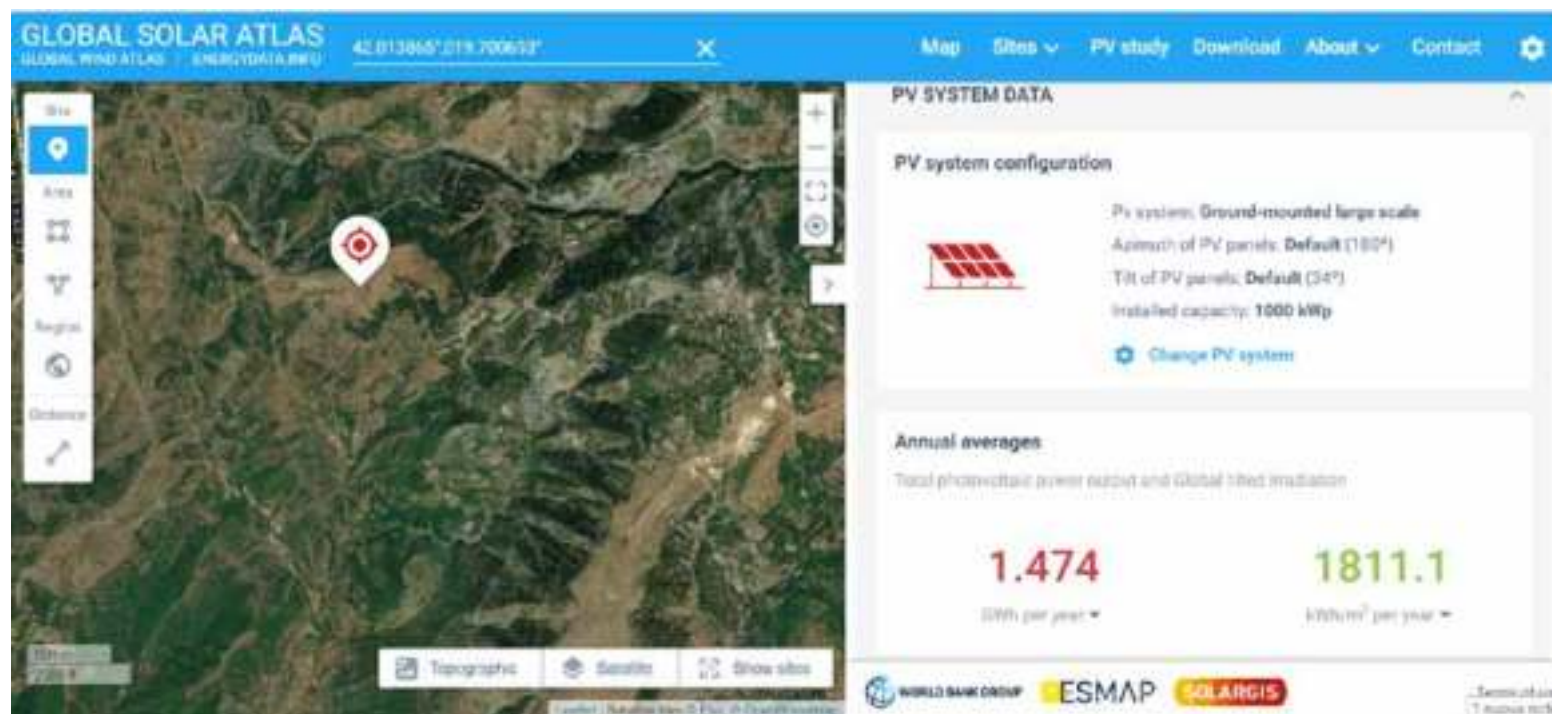 GLOBAL SOLAR ATLAS
GLOBAL WIND ATLAS / ENERGYDATA.INFO
Map
Sites
PV study
Download
About
Contact
Site
Area
Region
Distance
Topographic
Satellite
Show sites
PV SYSTEM DATA
PV system configuration
Pv system: Ground-mounted large scale
Azimuth of PV panels: Default (180°)
Tilt of PV panels: Default (34°)
Installed capacity: 1000 kWp
Change PV system
Annual averages
Total photovoltaic power output and Global tilted irradiation
1.474
GWh per year
1811.1
kWh/m² per year
WORLD BANK GROUP
ESMAP
SOLARGIS